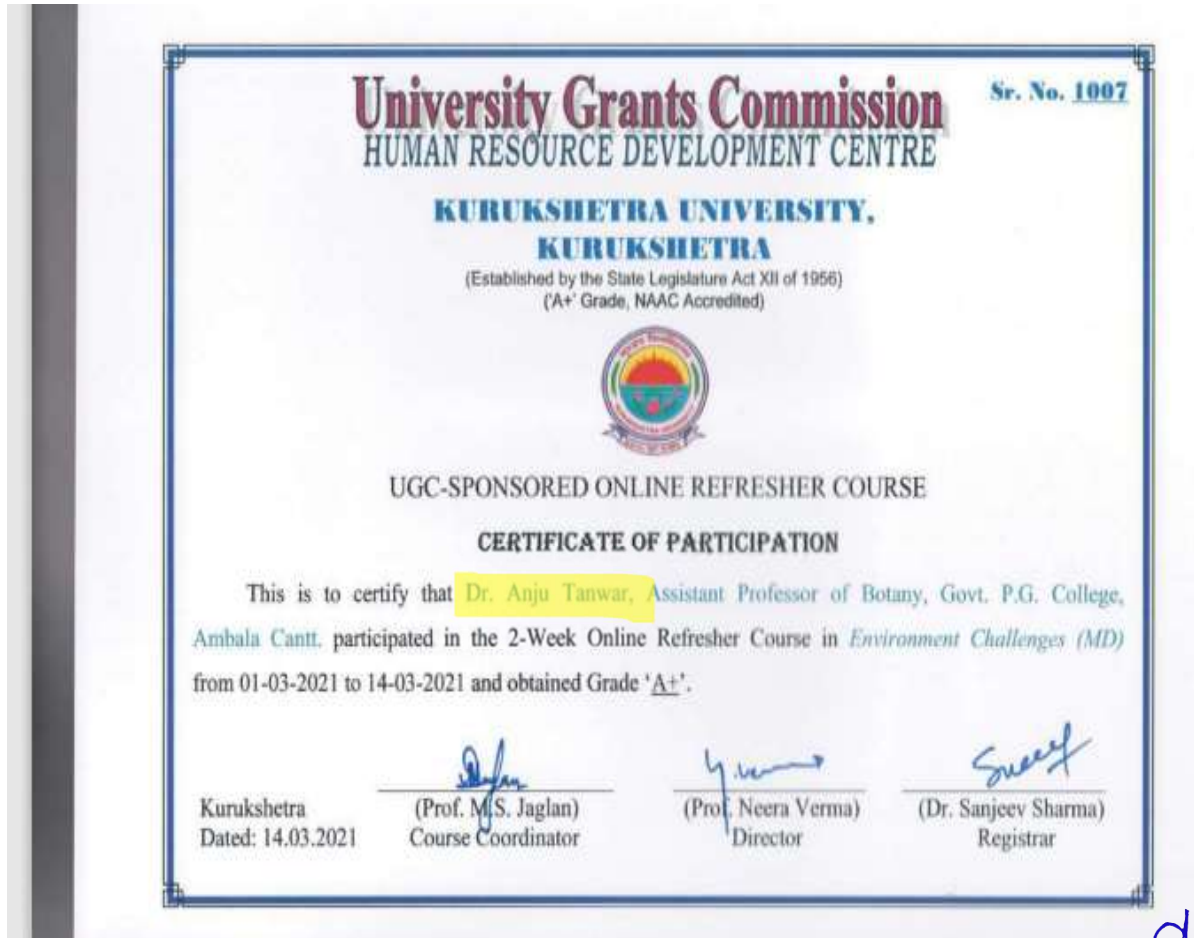 University Grants Commission
Sr. No. 1007
HUMAN RESOURCE DEVELOPMENT CENTRE
KURUKSHETRA UNIVERSITY,
KURUKSHETRA
(Established by the State Legislature Act XII of 1956)
('A+' Grade, NAAC Accredited)
UGC-SPONSORED ONLINE REFRESHER COURSE
CERTIFICATE OF PARTICIPATION
This is to certify that Dr. Anju Tanwar, Assistant Professor of Botany, Govt. P.G. College,
Ambala Cantt. participated in the 2-Week Online Refresher Course in Environment Challenges (MD)
from 01-03-2021 to 14-03-2021 and obtained Grade 'A+'.
Kurukshetra (Prof. M.S. Jaglan) (Prof. Neera Verma) (Dr. Sanjeev Sharma)
Dated: 14.03.2021 Course Coordinator Director Registrar